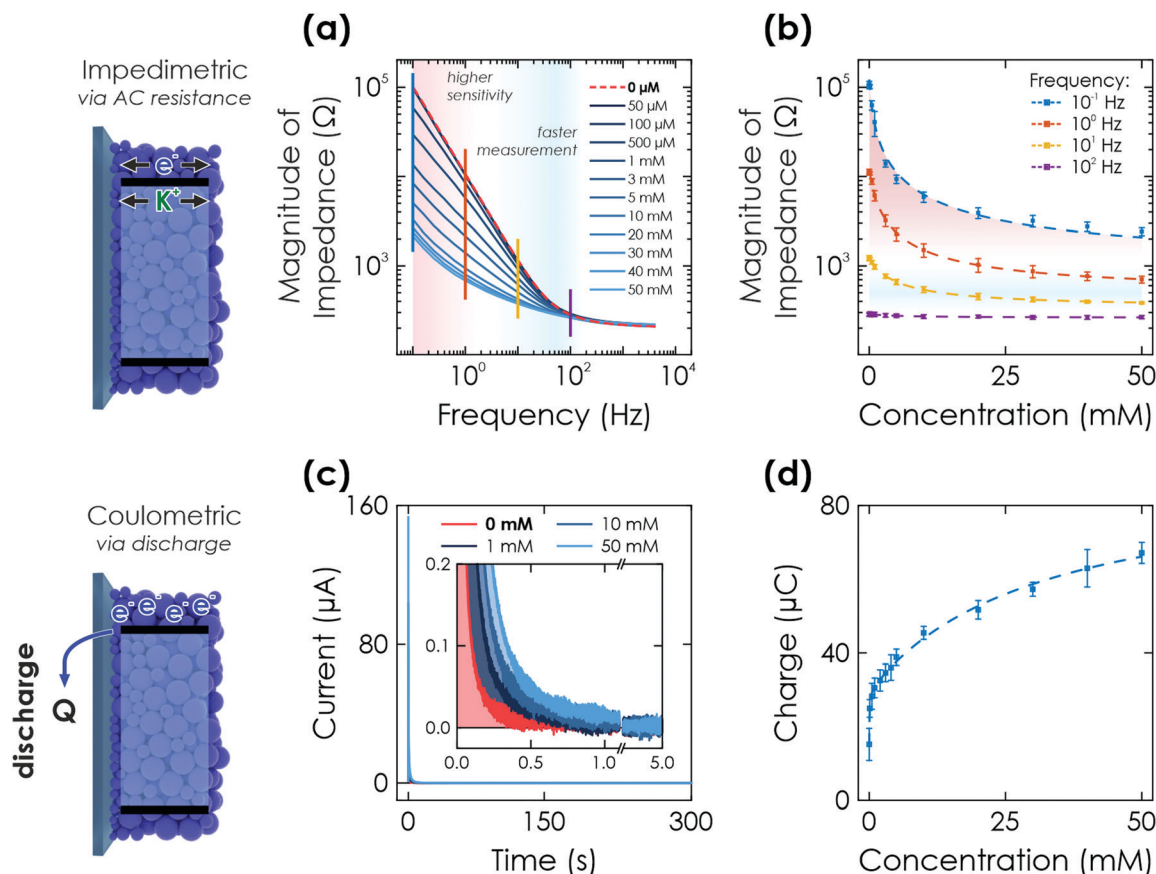 Impedimetric
via AC resistance
e⁻
K⁺
(a)
Magnitude of
Impedance (Ω)
10⁵
10³
higher
sensitivity
faster
measurement
0 µM
50 µM
100 µM
500 µM
1 mM
3 mM
5 mM
10 mM
20 mM
30 mM
40 mM
50 mM
10⁰
10²
10⁴
Frequency (Hz)
(b)
Magnitude of
Impedance (Ω)
10⁵
10³
Frequency:
10⁻¹ Hz
10⁰ Hz
10¹ Hz
10² Hz
0
25
50
Concentration (mM)
Coulometric
via discharge
e⁻ e⁻ e⁻ e⁻
discharge
Q
(c)
Current (µA)
160
80
0
0 mM
1 mM
10 mM
50 mM
0.2
0.1
0.0
0.0
0.5
1.0
5.0
0
150
300
Time (s)
(d)
Charge (µC)
80
40
0
0
25
50
Concentration (mM)